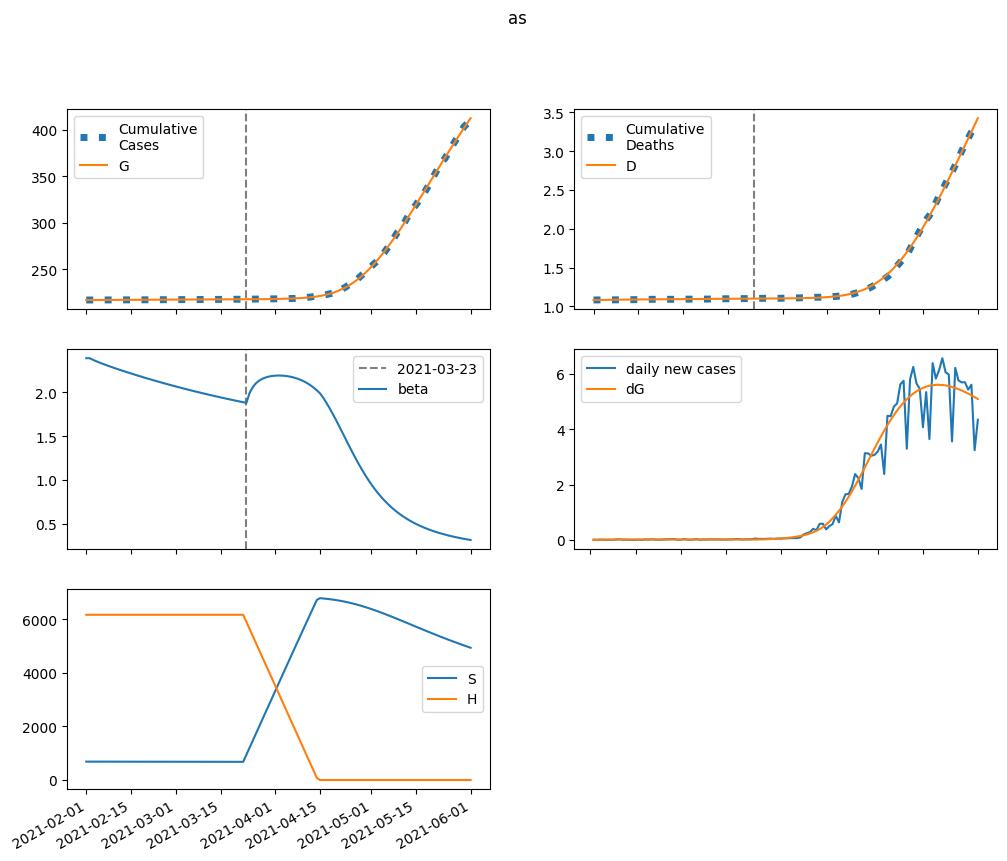 as
400
350
300
250
Cumulative
Cases
G
3.5
3.0
2.5
2.0
1.5
1.0
Cumulative
Deaths
D
2.0
1.5
1.0
0.5
2021-03-23
beta
6
4
2
0
daily new cases
dG
6000
4000
2000
0
S
H
2021-02-01
2021-02-15
2021-03-01
2021-03-15
2021-04-01
2021-04-15
2021-05-01
2021-05-15
2021-06-01